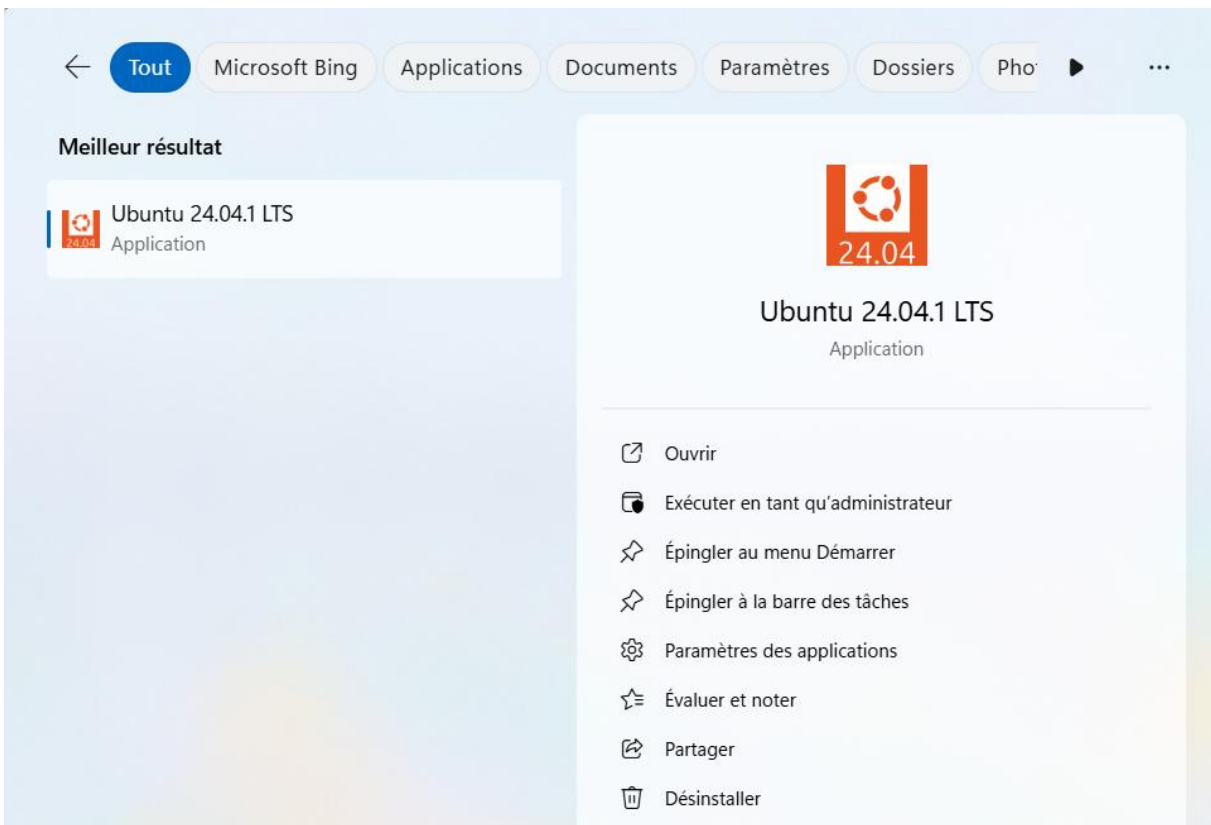 Tout Microsoft Bing Applications Documents Paramètres Dossiers Pho
Meilleur résultat
Ubuntu 24.04.1 LTS
Application
24.04
24.04
Ubuntu 24.04.1 LTS
Application
Ouvrir
Exécuter en tant qu'administrateur
Épingler au menu Démarrer
Épingler à la barre des tâches
Paramètres des applications
Évaluer et noter
Partager
Désinstaller